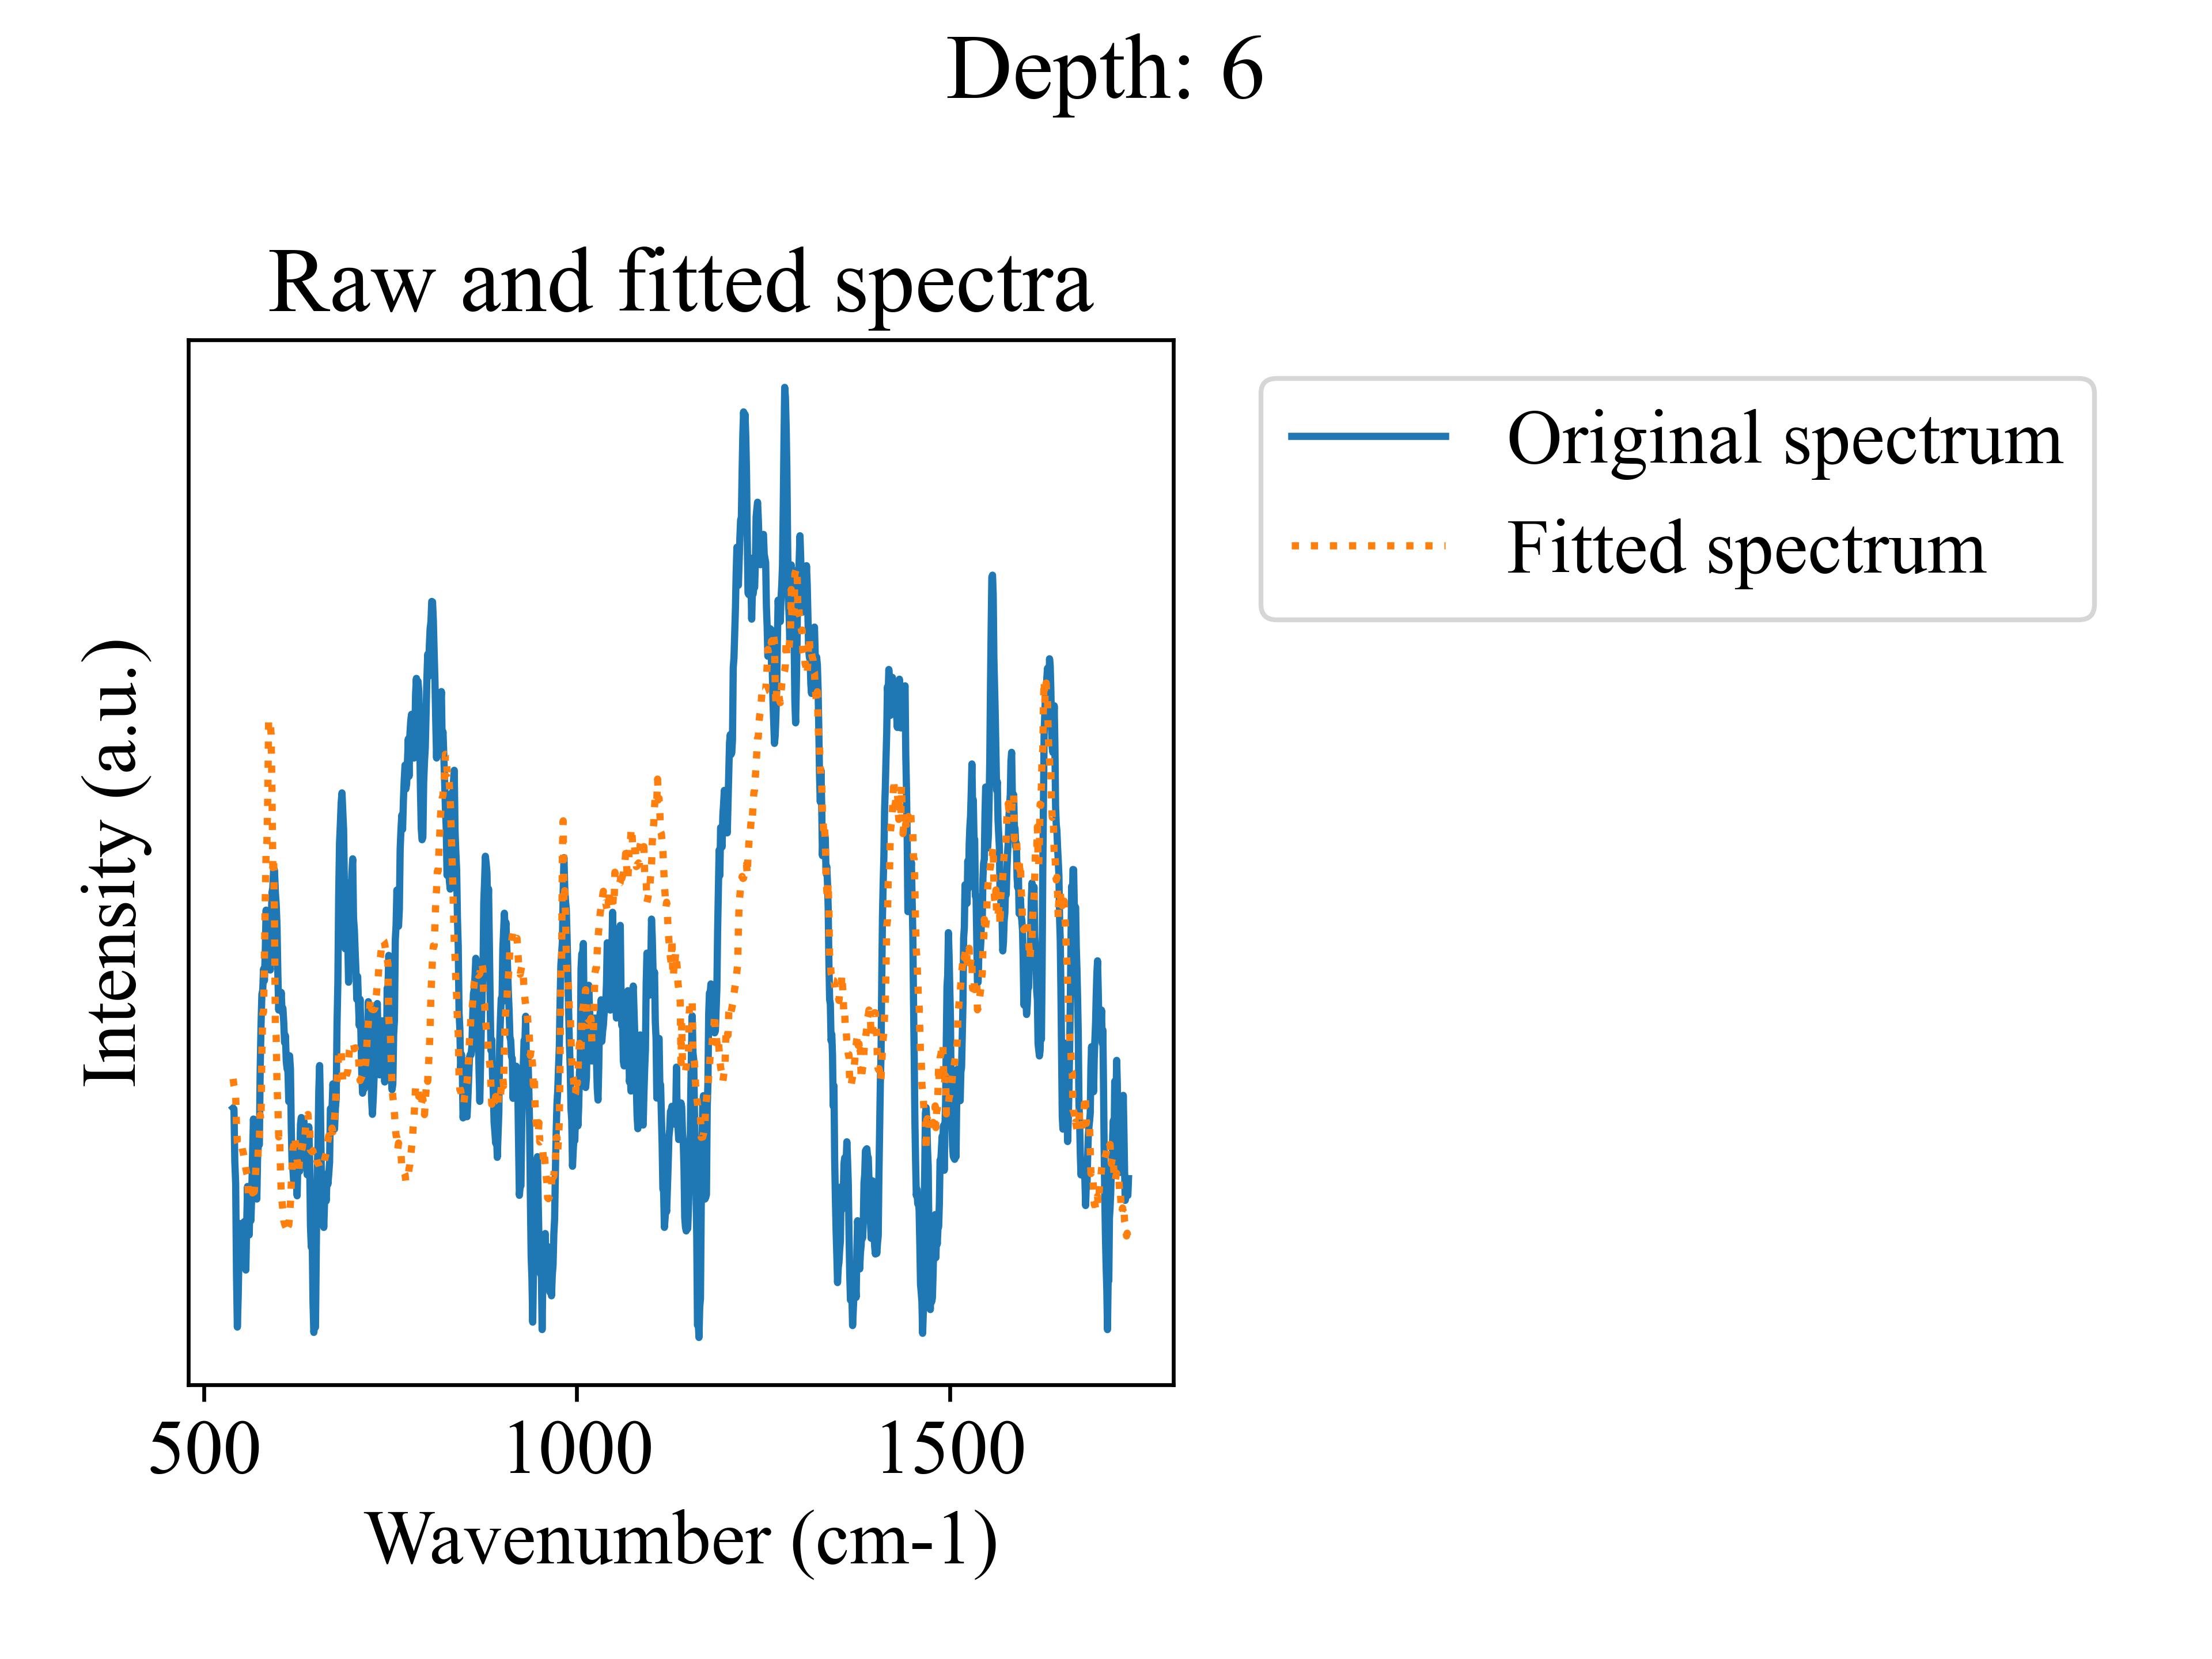 Depth: 6
Raw and fitted spectra
Original spectrum
Fitted spectrum
Intensity (a.u.)
500 1000 1500
Wavenumber (cm-1)